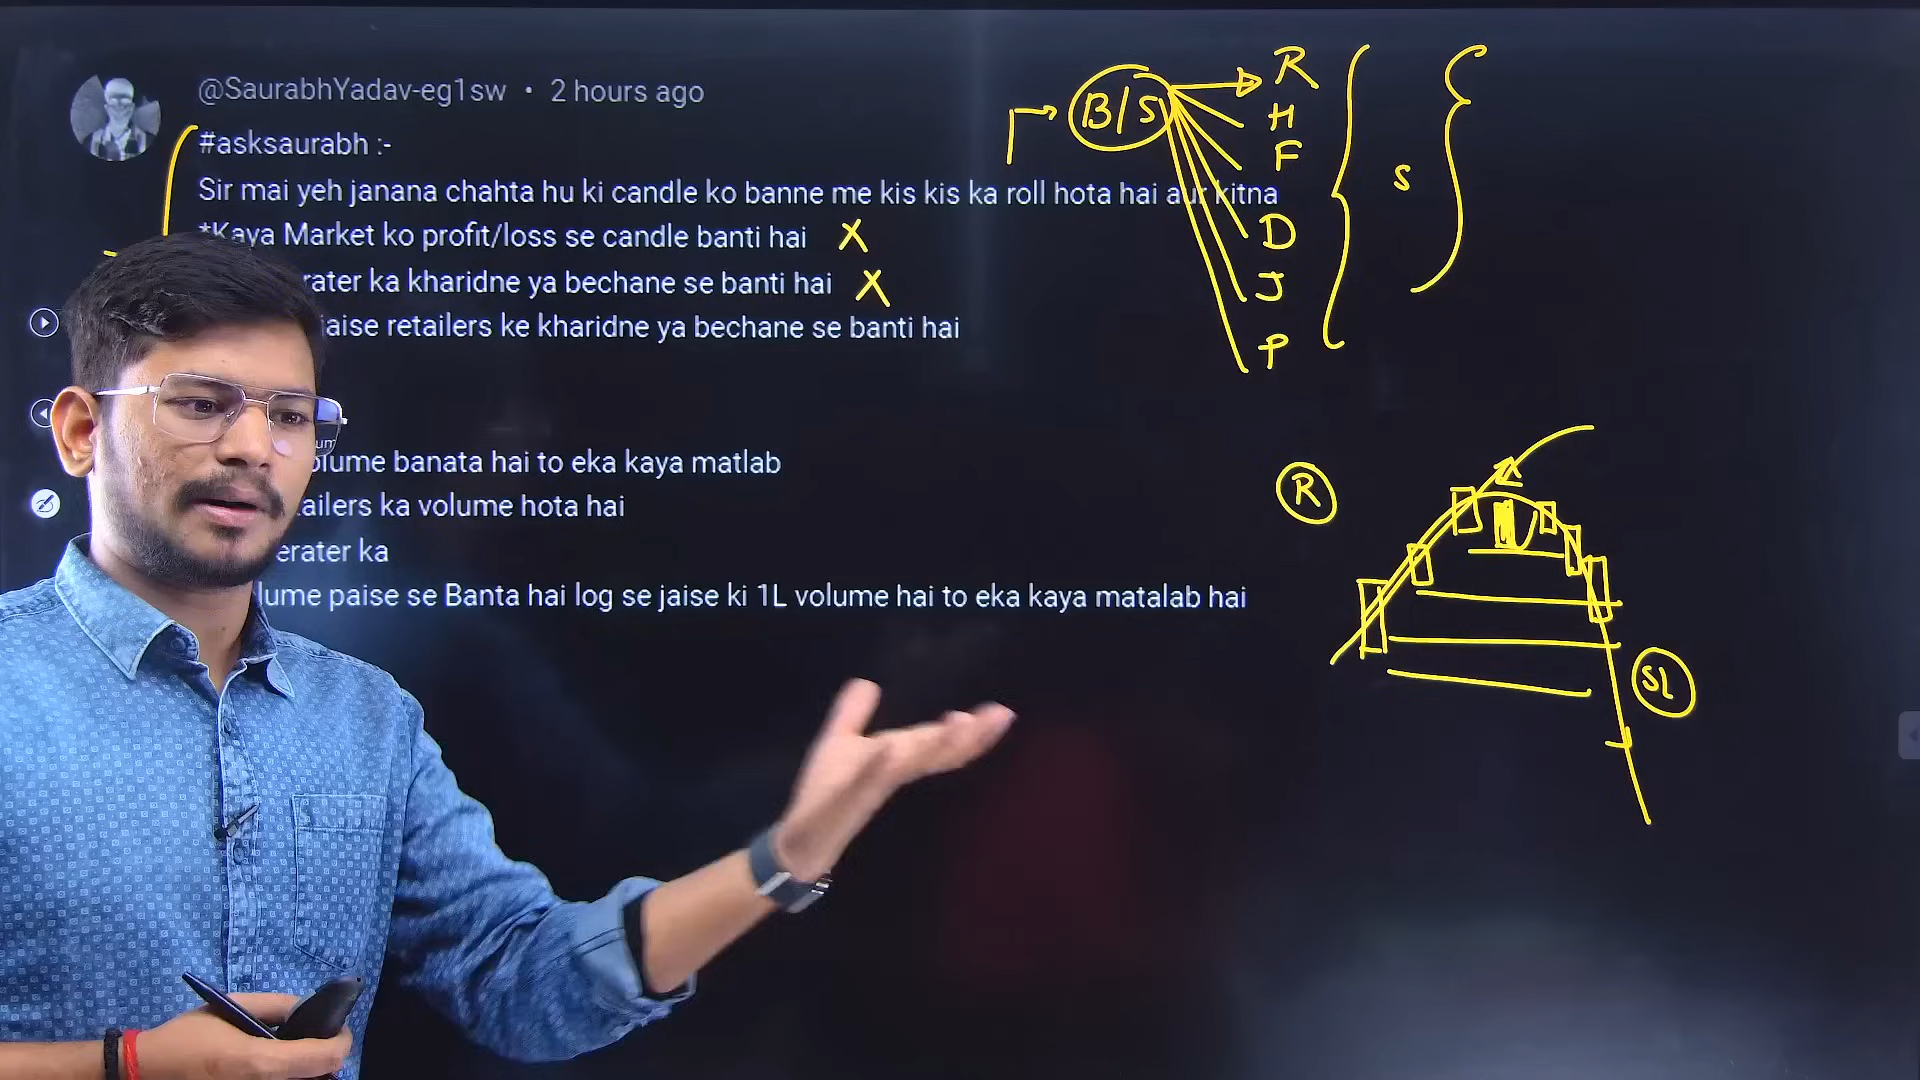 @SaurabhYadav-eg1sw • 2 hours ago
#asksaurabh :-
Sir mai yeh janana chahta hu ki candle ko banne me kis kis ka roll hota hai aur kitna
*Kaya Market ko profit/loss se candle banti hai X
rater ka kharidne ya bechane se banti hai X
jaise retailers ke kharidne ya bechane se banti hai
olume banata hai to eka kaya matlab
tailers ka volume hota hai
erater ka
lume paise se Banta hai log se jaise ki 1L volume hai to eka kaya matalab hai
B/S
R
H
F
D
J
P
S
R
SL